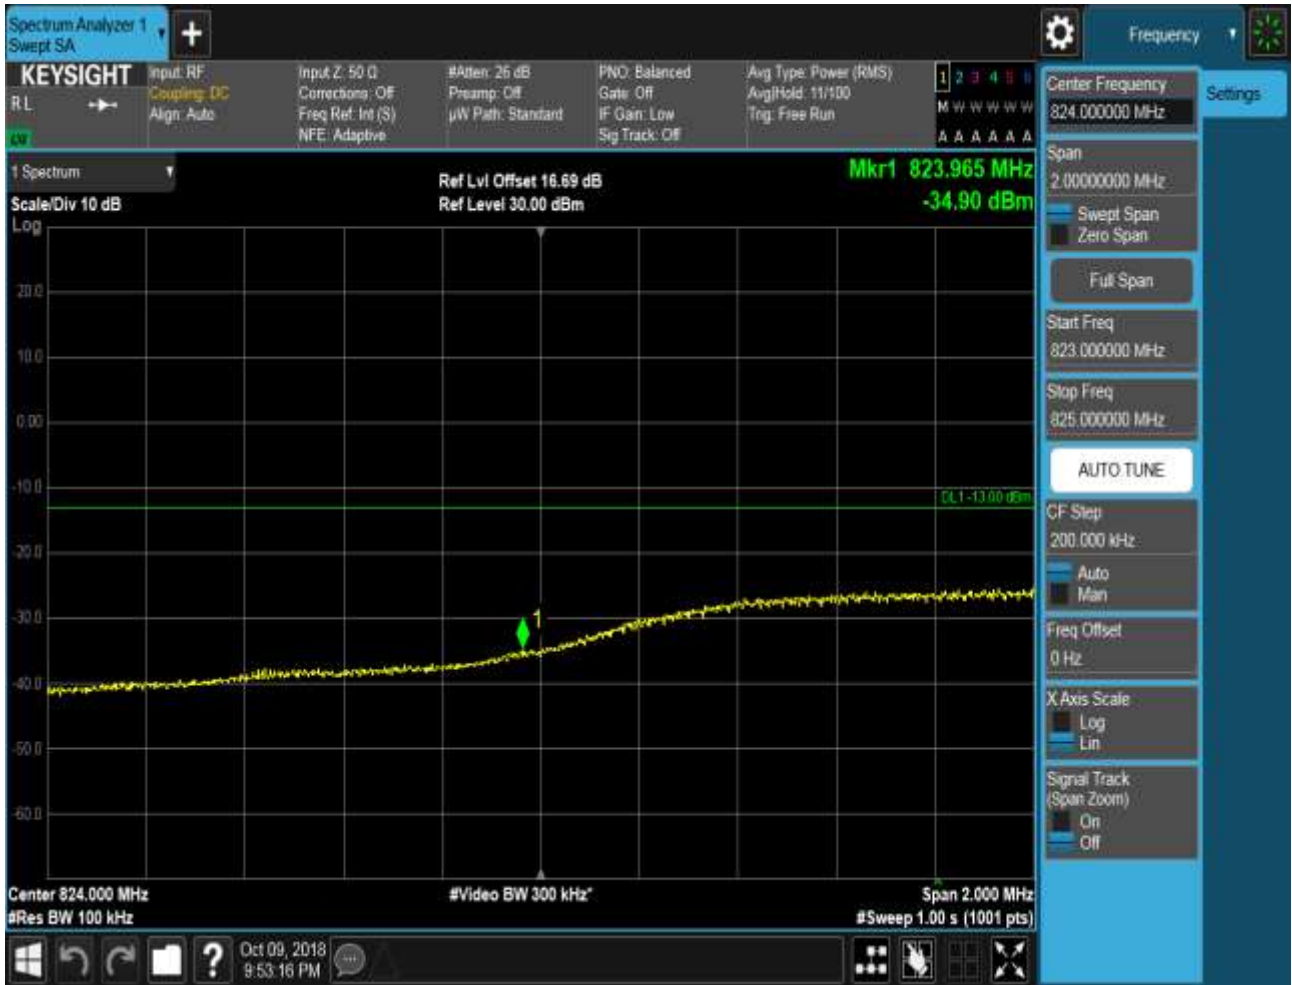 Spectrum Analyzer 1
Swept SA
Frequency
KEYSIGHT
RL
Input: RF
Coupling: DC
Align: Auto
Input Z: 50 Ω
Corrections: Off
Freq Ref: Int (S)
NFE: Adaptive
#Atten: 26 dB
Preamp: Off
µW Path: Standard
PNO: Balanced
Gate: Off
IF Gain: Low
Sig Track: Off
Avg Type: Power (RMS)
Avg|Hold: 11/100
Trig: Free Run
1 2 3 4 5 6
M W W W W W
A A A A A A
1 Spectrum
Scale/Div 10 dB
Log
Ref Lvl Offset 16.69 dB
Ref Level 30.00 dBm
Mkr1 823.965 MHz
-34.90 dBm
20.0
10.0
0.00
-10.0
-20.0
-30.0
-40.0
-50.0
-60.0
DL1 -13.00 dBm
1
Center 824.000 MHz
#Res BW 100 kHz
#Video BW 300 kHz*
Span 2.000 MHz
#Sweep 1.00 s (1001 pts)
Center Frequency
824.000000 MHz
Settings
Span
2.00000000 MHz
Swept Span
Zero Span
Full Span
Start Freq
823.000000 MHz
Stop Freq
825.000000 MHz
AUTO TUNE
CF Step
200.000 kHz
Auto
Man
Freq Offset
0 Hz
X Axis Scale
Log
Lin
Signal Track
(Span Zoom)
On
Off
?
Oct 09, 2018
9:53:16 PM